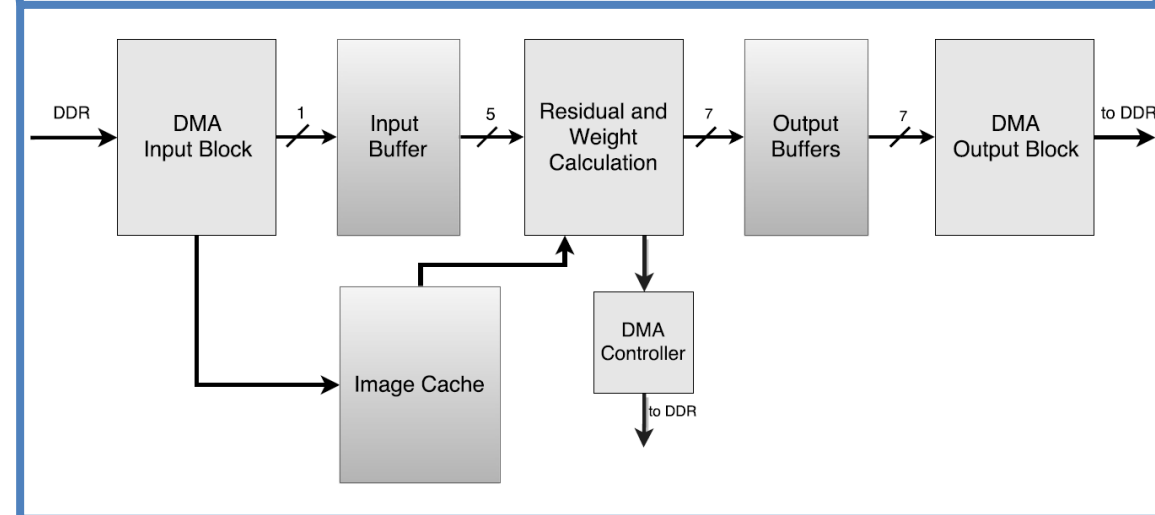 DDR
DMA
Input Block
1
Input
Buffer
5
Residual and
Weight
Calculation
7
Output
Buffers
7
DMA
Output Block
to DDR
Image Cache
DMA
Controller
to DDR